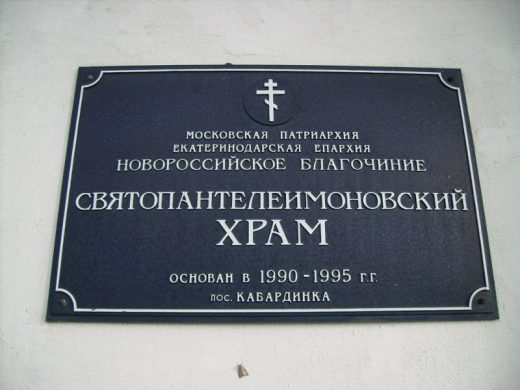 МОСКОВСКАЯ ПАТРИАРХИЯ
ЕКАТЕРИНОДАРСКАЯ ЕПАРХИЯ
НОВОРОССИЙСКОЕ БЛАГОЧИНИЕ
СВЯТОПАНТЕЛЕИМОНОВСКИЙ
ХРАМ
ОСНОВАН В 1990-1995 Г.Г.
ПОС. КАБАРДИНКА